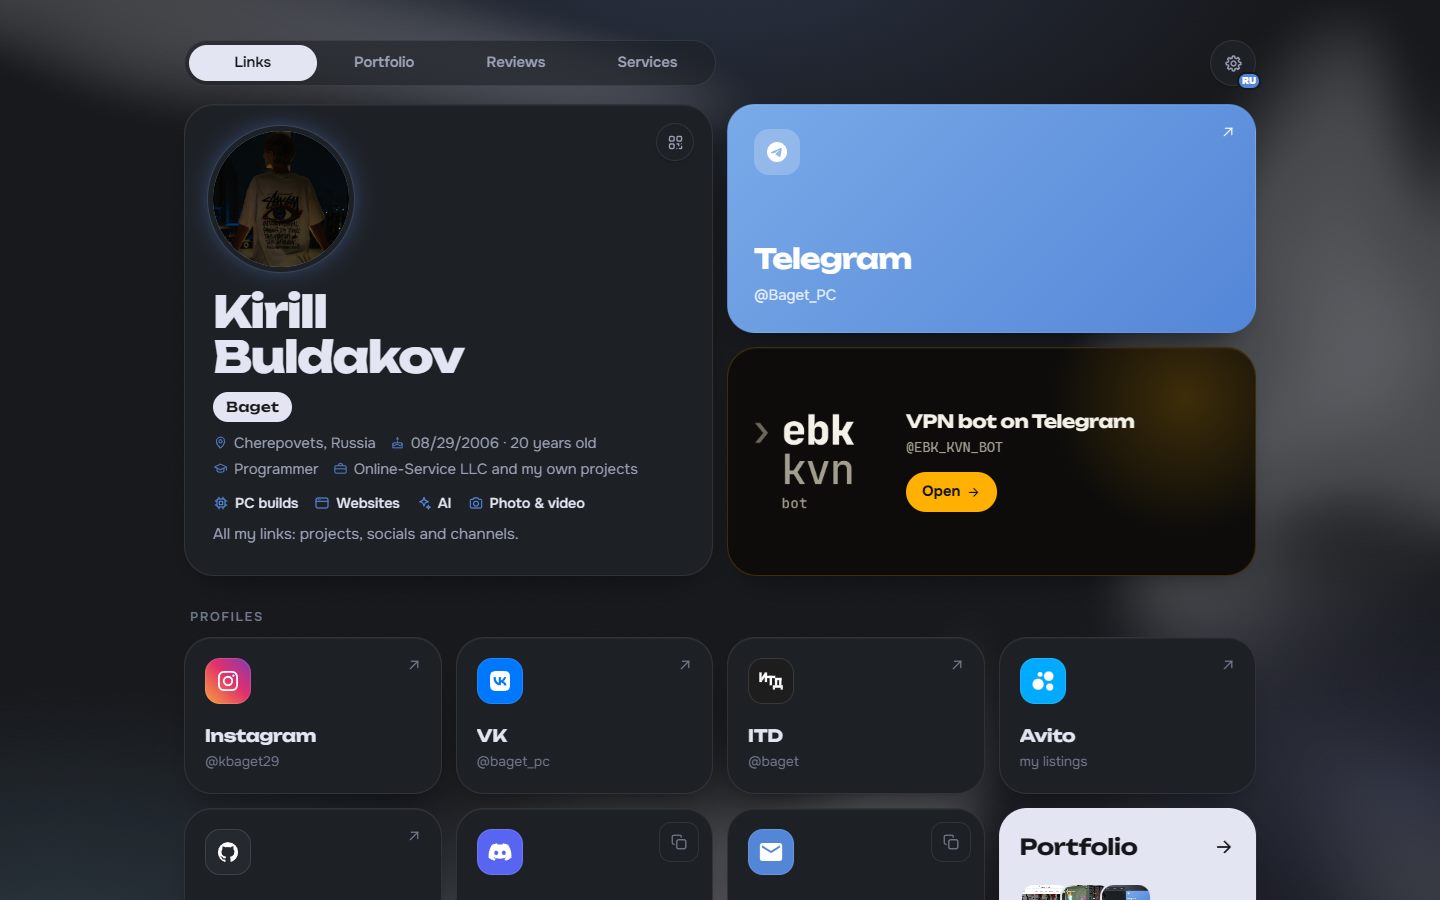 Links
Portfolio
Reviews
Services
RU
Kirill
Buldakov
Baget
Cherepovets, Russia
08/29/2006 · 20 years old
Programmer
Online-Service LLC and my own projects
PC builds
Websites
AI
Photo & video
All my links: projects, socials and channels.
Telegram
@Baget_PC
ebk
kvn
bot
VPN bot on Telegram
@EBK_KVN_BOT
Open →
PROFILES
Instagram
@kbaget29
VK
@baget_pc
итд
ITD
@baget
Avito
my listings
Portfolio